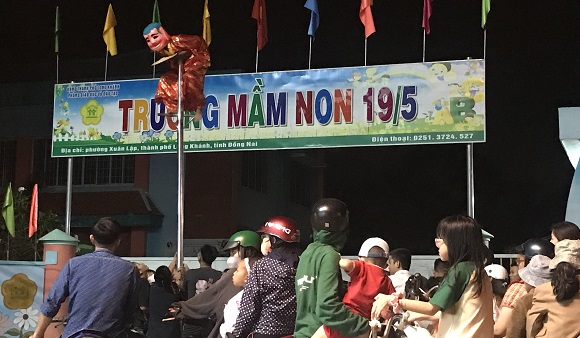 TRƯỜNG MẦM NON 19/5
Địa chỉ: phường Xuân Lập, thành phố Long Khánh, tỉnh Đồng Nai
Điện thoại: 0251. 3724. 527